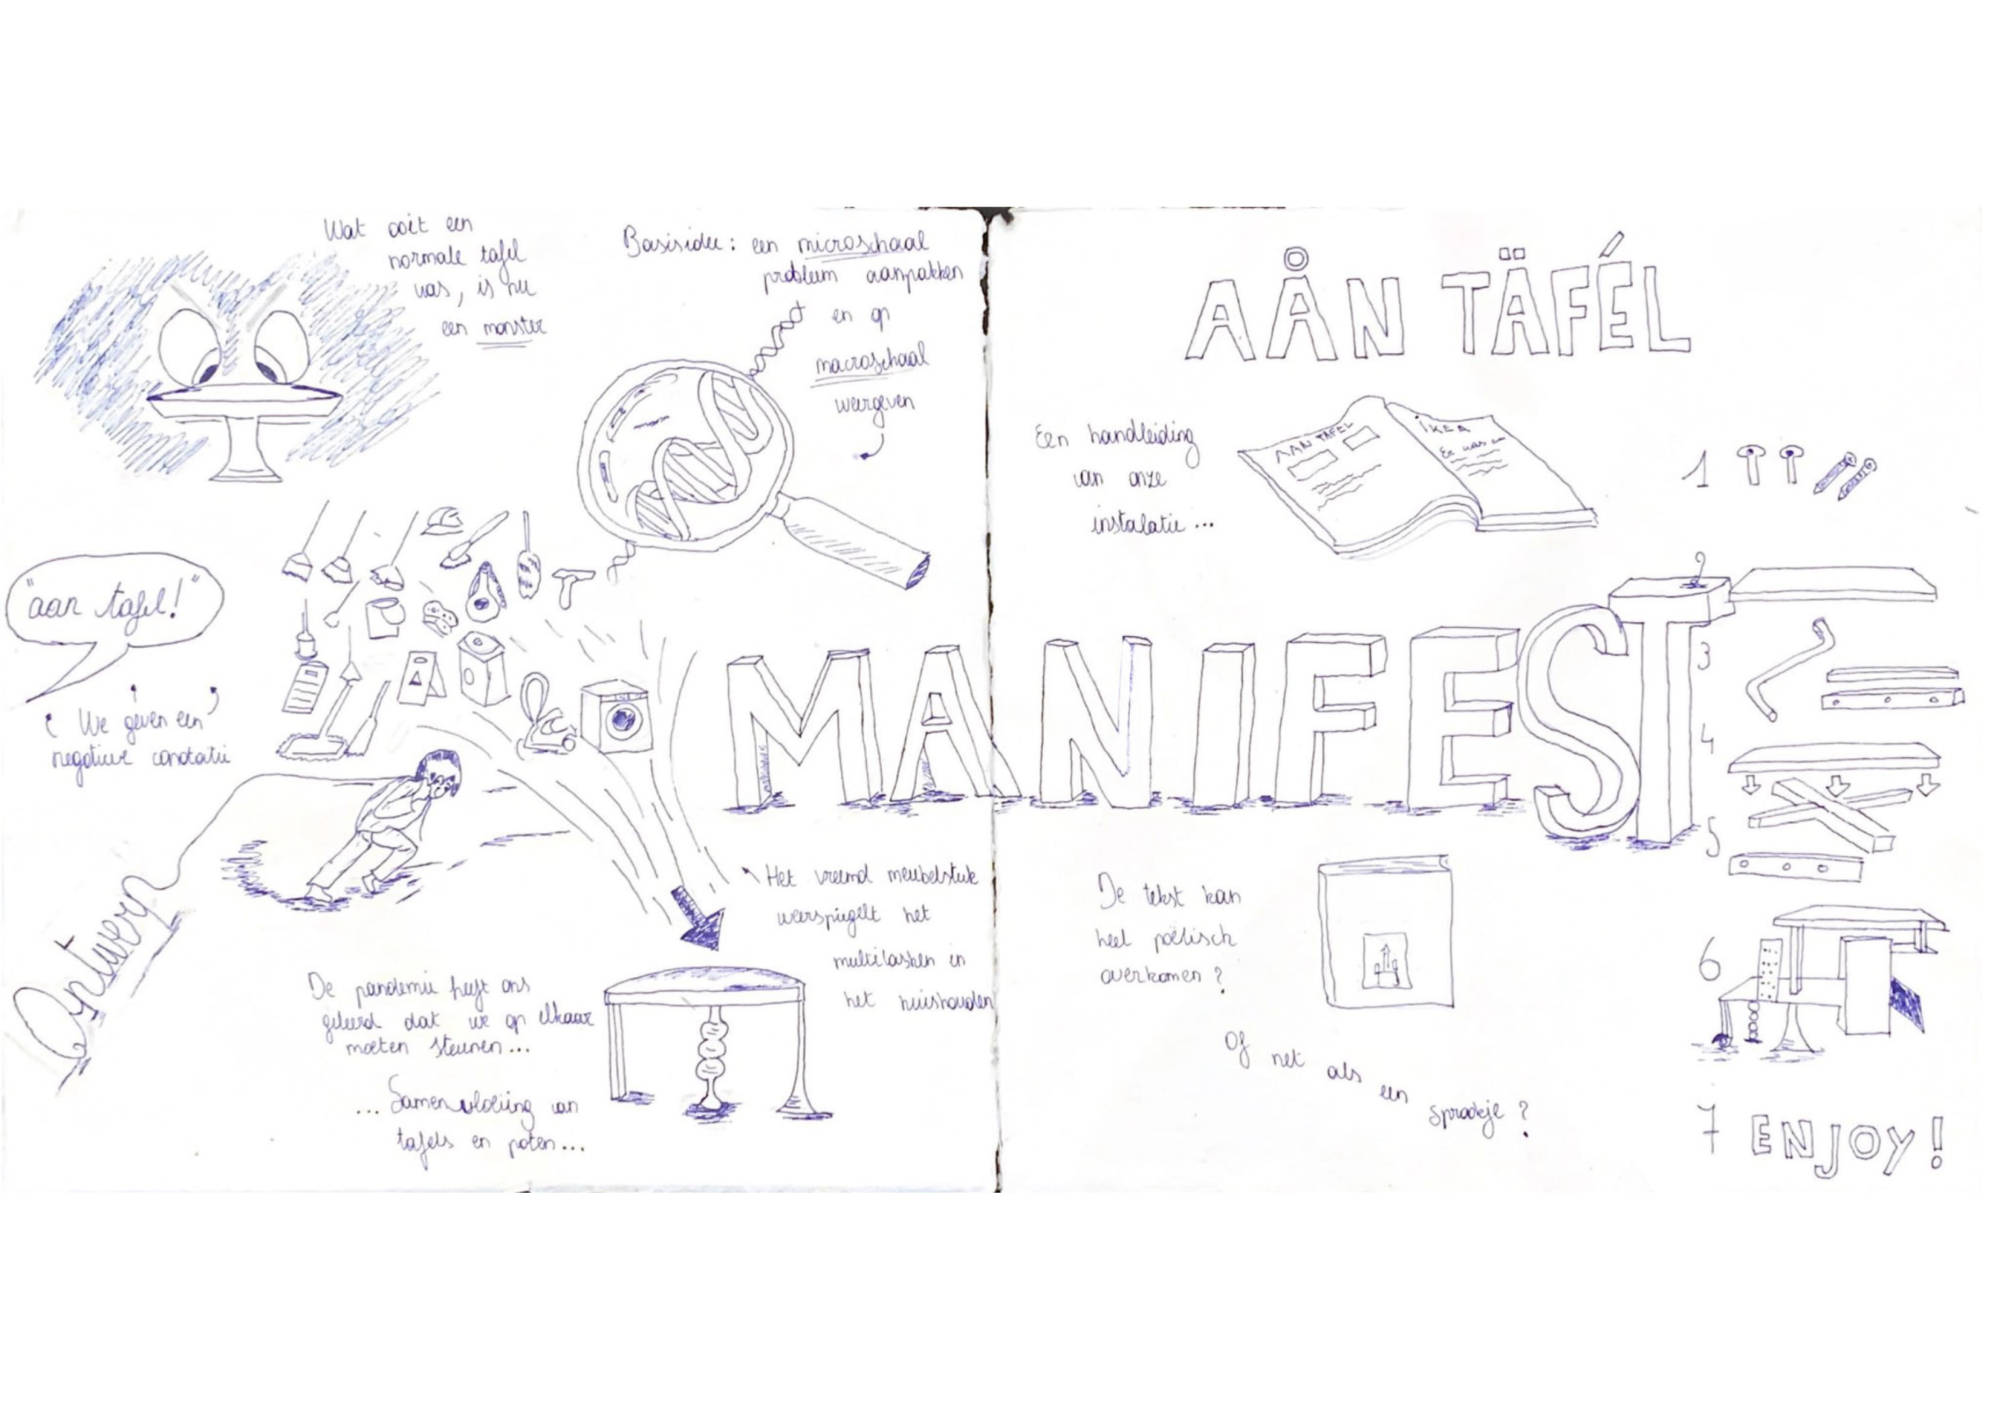 Wat ooit een
normale tafel
was, is nu
een monster
Basisidee: een microschaal
probleem aanpakken
en op
macroschaal
weergeven
"aan tafel!"
We geven een
negatieve conotatie
Ontwerp
De pandemie heeft ons
geleerd dat we op elkaar
moeten steunen...
... Samenvloeiing van
tafels en poten...
Het vreemd meubelstuk
weerspiegelt het
multitasken in
het huishouden
MANIFEST
AÅN TÄFÉL
Een handleiding
van onze
instalatie...
AAN TAFEL
IKEA
Er was
De tekst kan
heel poëtisch
overkomen?
Of net als een sprookje?
1
2
3
4
5
6
7 ENJOY!